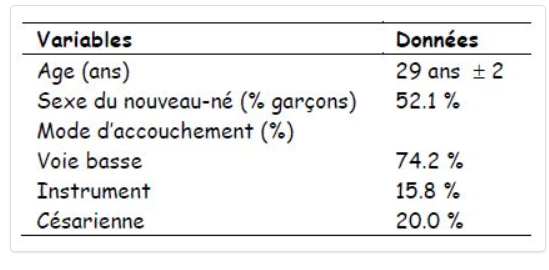 Variables Données
Age (ans) 29 ans ± 2
Sexe du nouveau-né (% garçons) 52.1 %
Mode d'accouchement (%)
Voie basse 74.2 %
Instrument 15.8 %
Césarienne 20.0 %